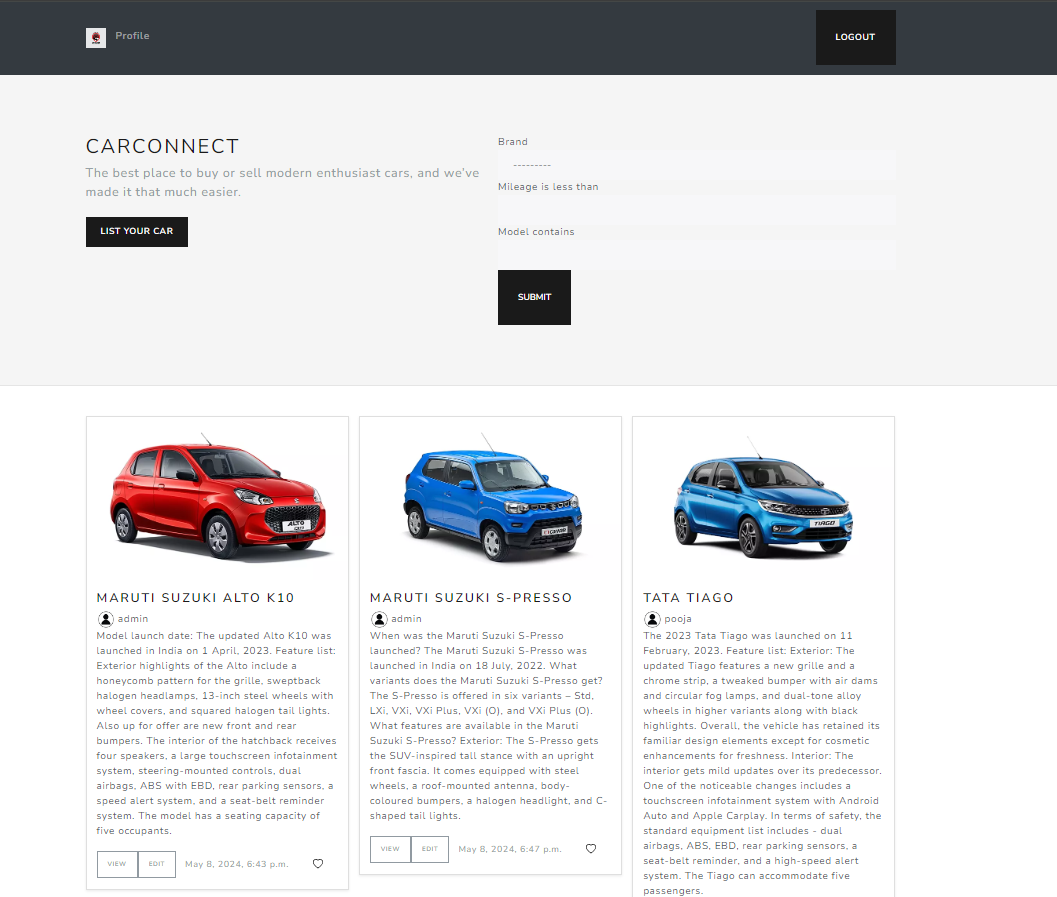 Profile
LOGOUT
CARCONNECT
The best place to buy or sell modern enthusiast cars, and we've
made it that much easier.
LIST YOUR CAR
Brand
---------
Mileage is less than
Model contains
SUBMIT
ALTO
TIAGO
MARUTI SUZUKI ALTO K10
admin
Model launch date: The updated Alto K10 was
launched in India on 1 April, 2023. Feature list:
Exterior highlights of the Alto include a
honeycomb pattern for the grille, sweptback
halogen headlamps, 13-inch steel wheels with
wheel covers, and squared halogen tail lights.
Also up for offer are new front and rear
bumpers. The interior of the hatchback receives
four speakers, a large touchscreen infotainment
system, steering-mounted controls, dual
airbags, ABS with EBD, rear parking sensors, a
speed alert system, and a seat-belt reminder
system. The model has a seating capacity of
five occupants.
VIEW
EDIT
May 8, 2024, 6:43 p.m.
MARUTI SUZUKI S-PRESSO
admin
When was the Maruti Suzuki S-Presso
launched? The Maruti Suzuki S-Presso was
launched in India on 18 July, 2022. What
variants does the Maruti Suzuki S-Presso get?
The S-Presso is offered in six variants – Std,
LXi, VXi, VXi Plus, VXi (O), and VXi Plus (O).
What features are available in the Maruti
Suzuki S-Presso? Exterior: The S-Presso gets
the SUV-inspired tall stance with an upright
front fascia. It comes equipped with steel
wheels, a roof-mounted antenna, body-
coloured bumpers, a halogen headlight, and C-
shaped tail lights.
VIEW
EDIT
May 8, 2024, 6:47 p.m.
TATA TIAGO
pooja
The 2023 Tata Tiago was launched on 11
February, 2023. Feature list: Exterior: The
updated Tiago features a new grille and a
chrome strip, a tweaked bumper with air dams
and circular fog lamps, and dual-tone alloy
wheels in higher variants along with black
highlights. Overall, the vehicle has retained its
familiar design elements except for cosmetic
enhancements for freshness. Interior: The
interior gets mild updates over its predecessor.
One of the noticeable changes includes a
touchscreen infotainment system with Android
Auto and Apple Carplay. In terms of safety, the
standard equipment list includes - dual
airbags, ABS, EBD, rear parking sensors, a
seat-belt reminder, and a high-speed alert
system. The Tiago can accommodate five
passengers.